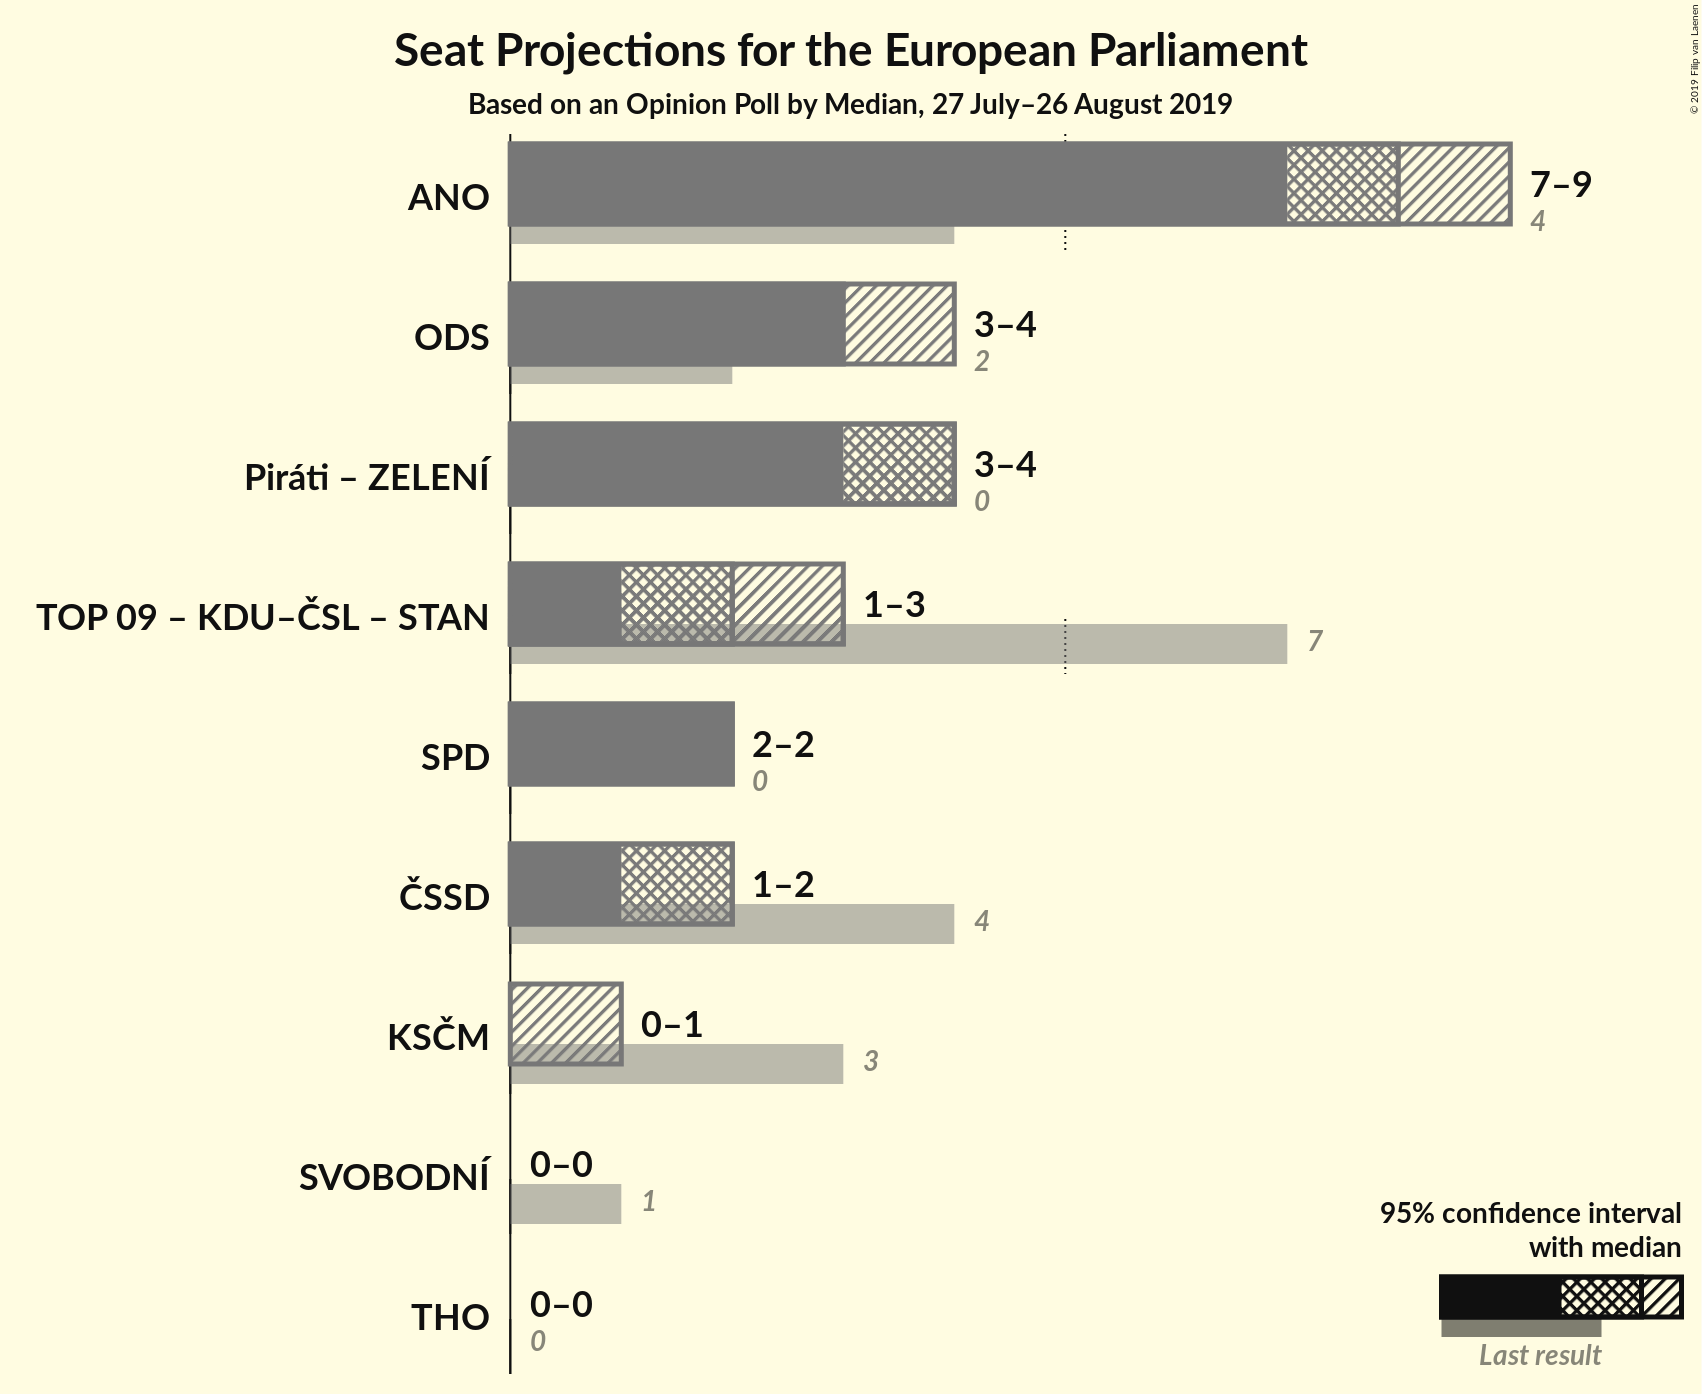 Seat Projections for the European Parliament
Based on an Opinion Poll by Median, 27 July–26 August 2019
© 2019 Filip van Laenen
ANO
7–9
4
ODS
3–4
2
Piráti – ZELENÍ
3–4
0
TOP 09 – KDU–ČSL – STAN
1–3
7
SPD
2–2
0
ČSSD
1–2
4
KSČM
0–1
3
SVOBODNÍ
0–0
1
THO
0–0
0
95% confidence interval
with median
Last result